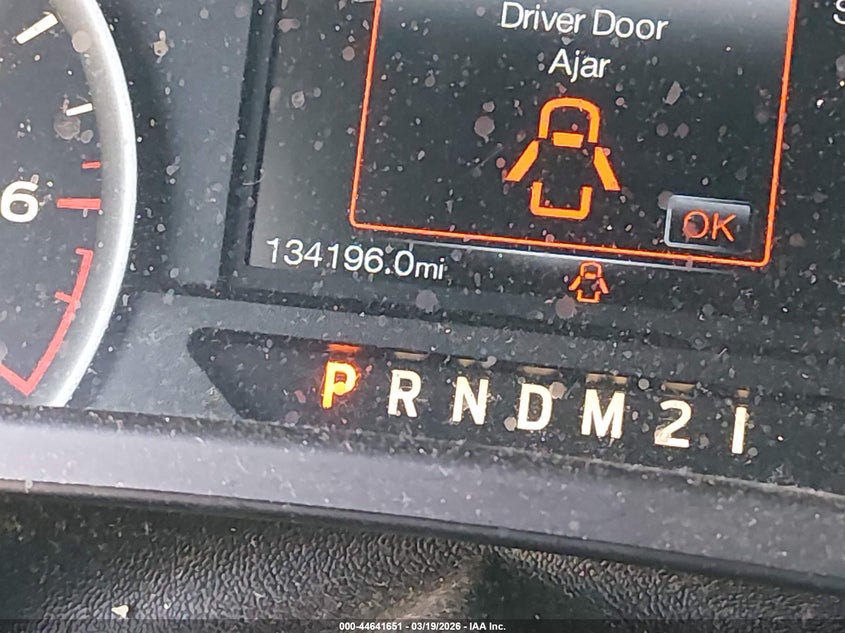 Driver Door
Ajar
6
OK
134196.0mi
P R N D M 2 1
000-44641651 - 03/19/2026 - IAA Inc.